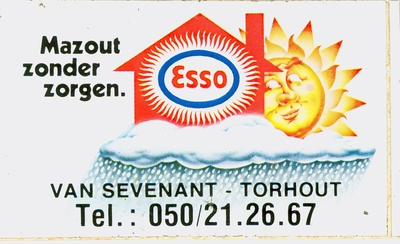 Mazout
zonder
zorgen.
Esso
VAN SEVENANT - TORHOUT
Tel.: 050/21.26.67